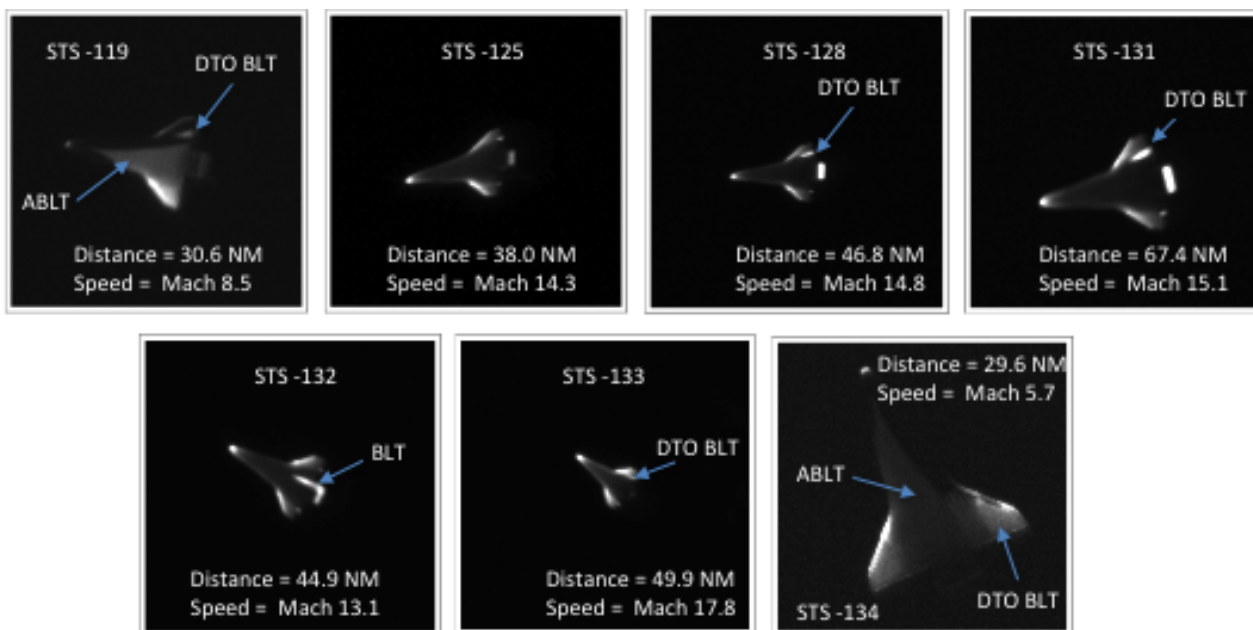 STS -119
DTO BLT
ABLT
Distance = 30.6 NM
Speed = Mach 8.5
STS -125
Distance = 38.0 NM
Speed = Mach 14.3
STS -128
DTO BLT
Distance = 46.8 NM
Speed = Mach 14.8
STS -131
DTO BLT
Distance = 67.4 NM
Speed = Mach 15.1
STS -132
BLT
Distance = 44.9 NM
Speed = Mach 13.1
STS -133
DTO BLT
Distance = 49.9 NM
Speed = Mach 17.8
Distance = 29.6 NM
Speed = Mach 5.7
ABLT
DTO BLT
STS -134